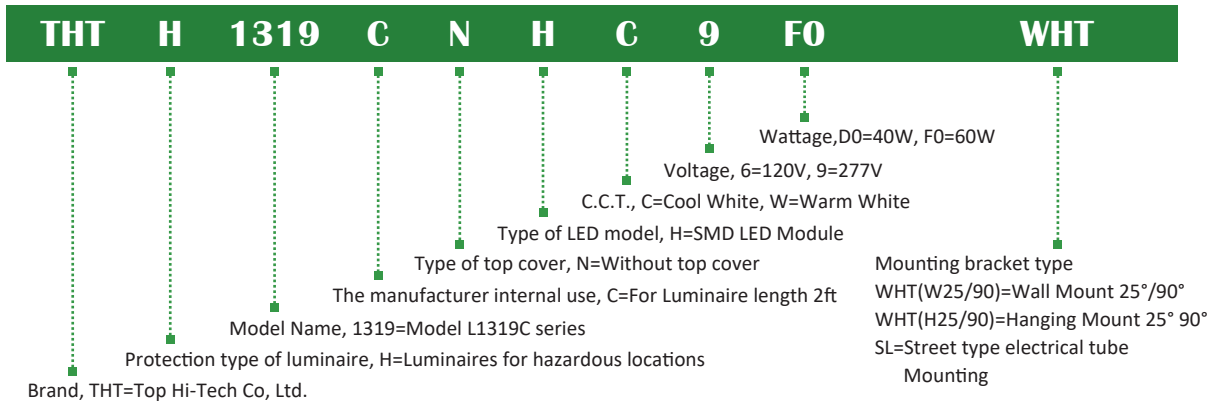 THT H 1319 C N H C 9 F0 WHT
Wattage,D0=40W, F0=60W
Voltage, 6=120V, 9=277V
C.C.T., C=Cool White, W=Warm White
Type of LED model, H=SMD LED Module
Type of top cover, N=Without top cover
The manufacturer internal use, C=For Luminaire length 2ft
Model Name, 1319=Model L1319C series
Protection type of luminaire, H=Luminaires for hazardous locations
Brand, THT=Top Hi-Tech Co, Ltd.
Mounting bracket type
WHT(W25/90)=Wall Mount 25°/90°
WHT(H25/90)=Hanging Mount 25° 90°
SL=Street type electrical tube
Mounting